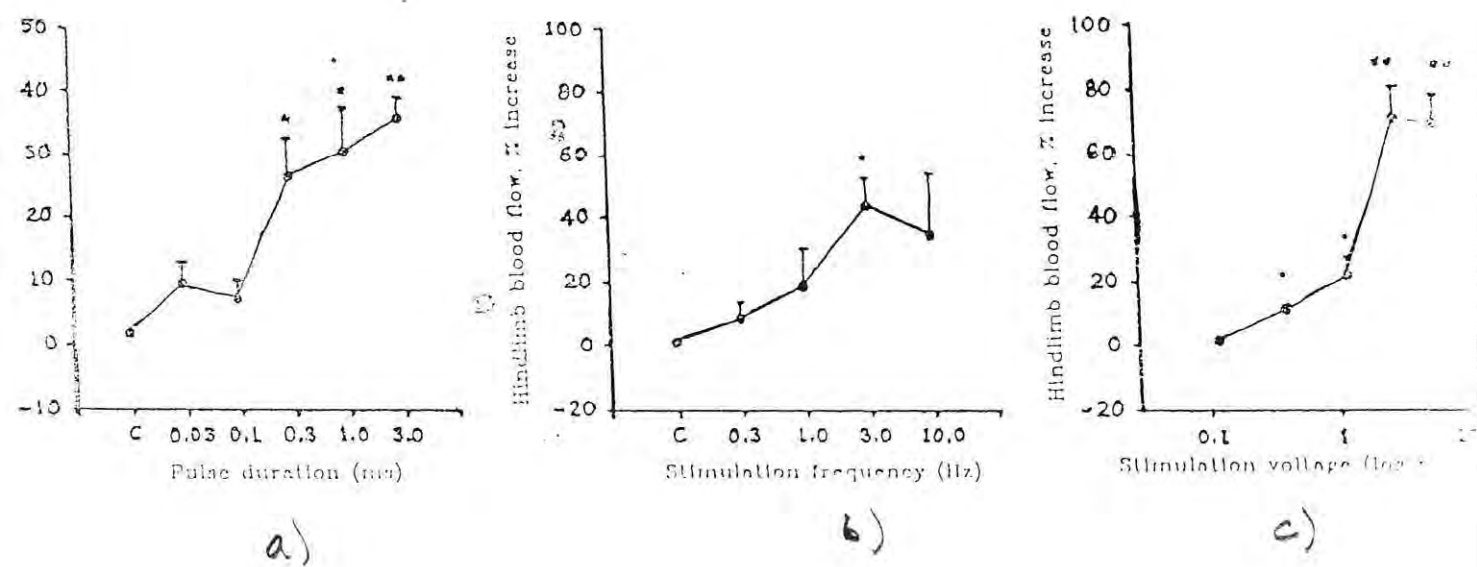 50
40
30
20
10
0
-10
C 0.03 0.1 0.3 1.0 3.0
Pulse duration (ms)
a)
Hindlimb blood flow, % Increase
100
80
60
40
20
0
-20
C 0.3 1.0 3.0 10.0
Stimulation frequency (Hz)
b)
Hindlimb blood flow, % Increase
100
80
60
40
20
0
-20
0.1 1
Stimulation voltage
c)